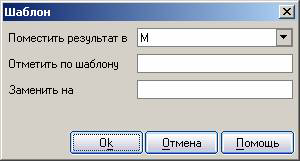 Шаблон
Поместить результат в М
Отметить по шаблону
Заменить на
Ok Отмена Помощь